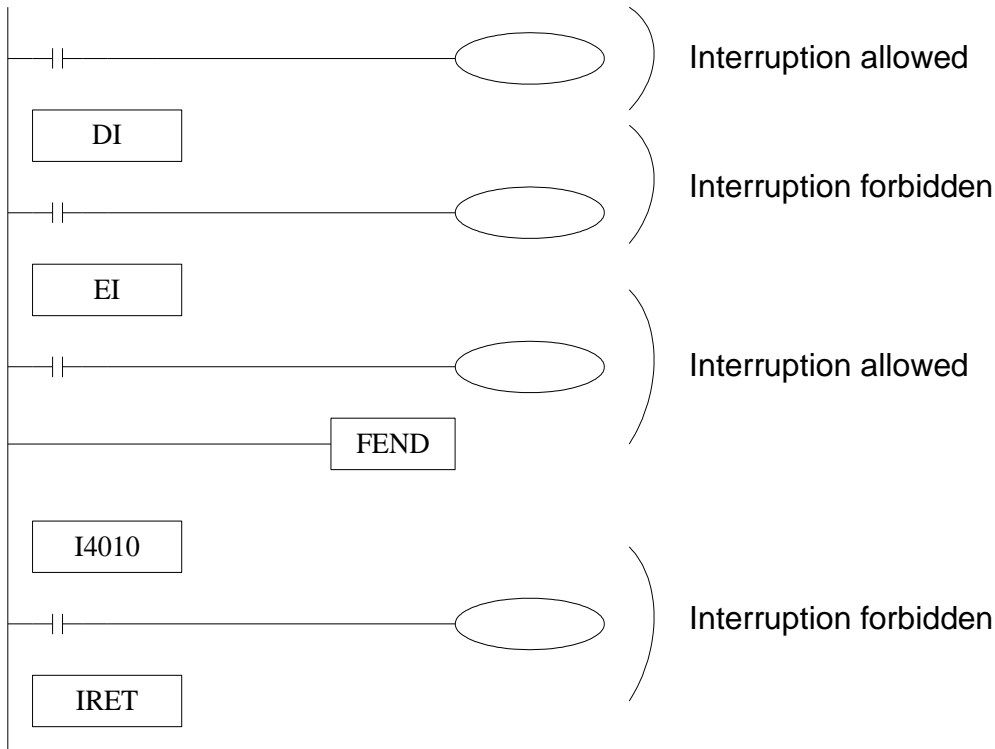 Interruption allowed
DI
Interruption forbidden
EI
Interruption allowed
FEND
I4010
Interruption forbidden
IRET